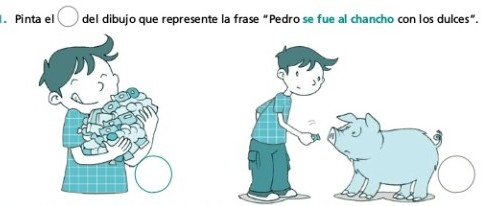 1. Pinta el ◯ del dibujo que represente la frase "Pedro se fue al chancho con los dulces".